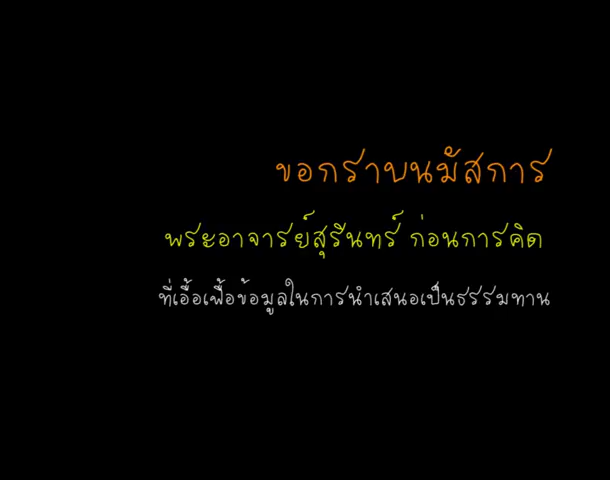 ขอกราบนมัสการ
พระอาจารย์สุรินทร์ ก่อนการคิด
ที่เอื้อเฟื้อข้อมูลในการนำเสนอเป็นธรรมทาน